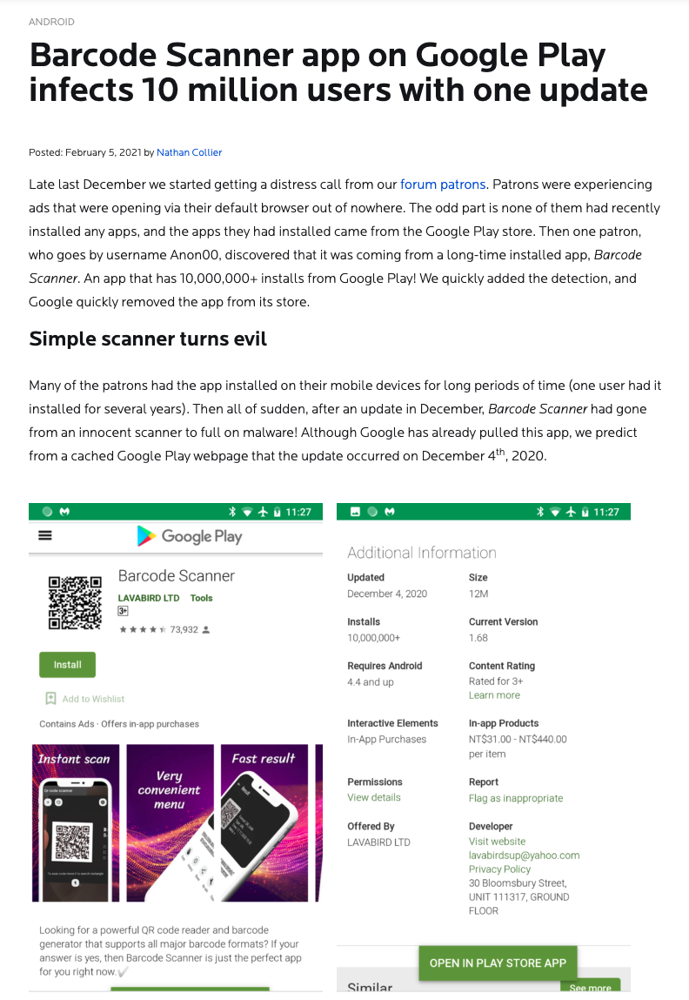 ANDROID
Barcode Scanner app on Google Play
infects 10 million users with one update
Posted: February 5, 2021 by Nathan Collier
Late last December we started getting a distress call from our forum patrons. Patrons were experiencing
ads that were opening via their default browser out of nowhere. The odd part is none of them had recently
installed any apps, and the apps they had installed came from the Google Play store. Then one patron,
who goes by username Anon00, discovered that it was coming from a long-time installed app, Barcode
Scanner. An app that has 10,000,000+ installs from Google Play! We quickly added the detection, and
Google quickly removed the app from its store.
Simple scanner turns evil
Many of the patrons had the app installed on their mobile devices for long periods of time (one user had it
installed for several years). Then all of sudden, after an update in December, Barcode Scanner had gone
from an innocent scanner to full on malware! Although Google has already pulled this app, we predict
from a cached Google Play webpage that the update occurred on December 4th, 2020.
11:27
Google Play
Barcode Scanner
LAVABIRD LTD Tools
3+
73,932
Install
Add to Wishlist
Contains Ads · Offers in-app purchases
Instant scan
Very
convenient
menu
Fast result
Looking for a powerful QR code reader and barcode
generator that supports all major barcode formats? If your
answer is yes, then Barcode Scanner is just the perfect app
for you right now.✓
11:27
Additional Information
Updated
December 4, 2020
Size
12M
Installs
10,000,000+
Current Version
1.68
Requires Android
4.4 and up
Content Rating
Rated for 3+
Learn more
Interactive Elements
In-App Purchases
In-app Products
NT$31.00 - NT$440.00
per item
Permissions
View details
Report
Flag as inappropriate
Offered By
LAVABIRD LTD
Developer
Visit website
lavabirdsup@yahoo.com
Privacy Policy
30 Bloomsbury Street,
UNIT 111317, GROUND
FLOOR
OPEN IN PLAY STORE APP
Similar
See more